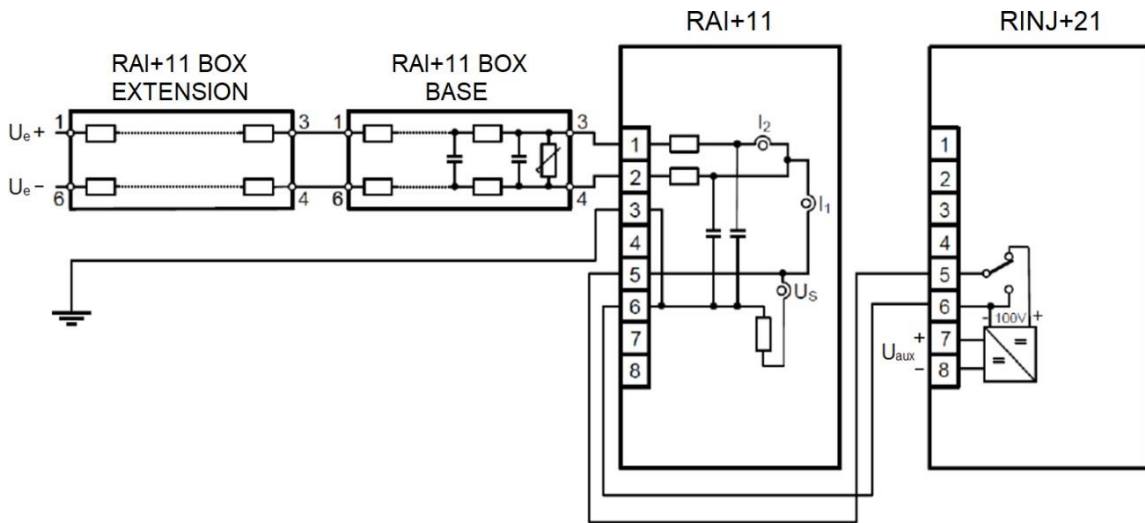 RAI+11
RINJ+21
RAI+11 BOX
EXTENSION
RAI+11 BOX
BASE
1
3
1
3
Ue+
Ue−
6
4
6
4
1
2
3
4
5
6
7
8
I2
I1
US
1
2
3
4
5
6
7
8
- 100V +
Uaux
+
−
=
=